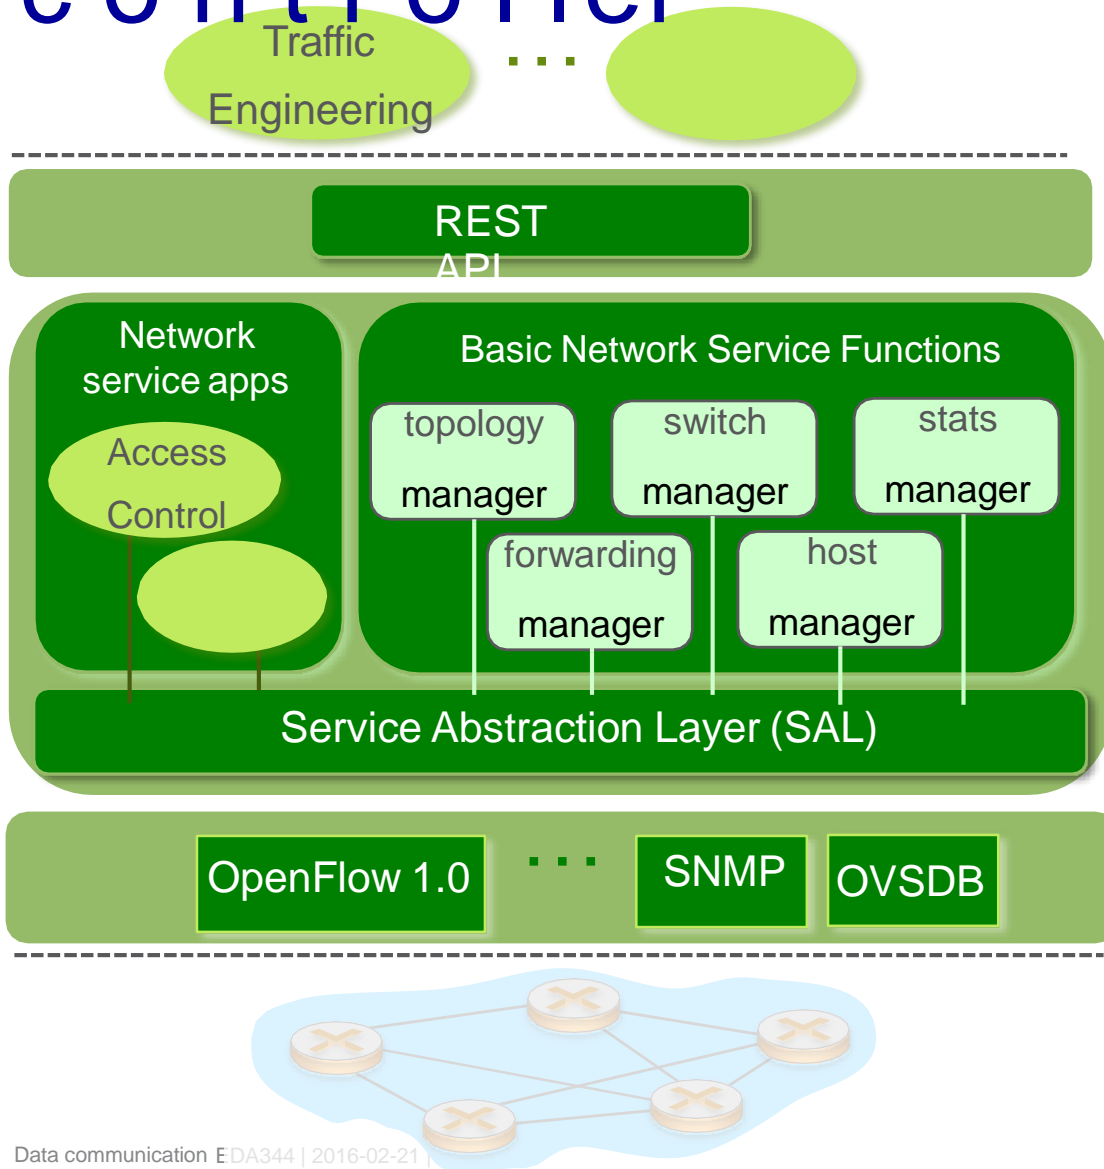 controller
Traffic
Engineering
...
REST
API
Network
service apps
Basic Network Service Functions
Access
Control
topology
manager
switch
manager
stats
manager
forwarding
manager
host
manager
Service Abstraction Layer (SAL)
OpenFlow 1.0
...
SNMP
OVSDB
Data communication EDA344 | 2016-02-21 |